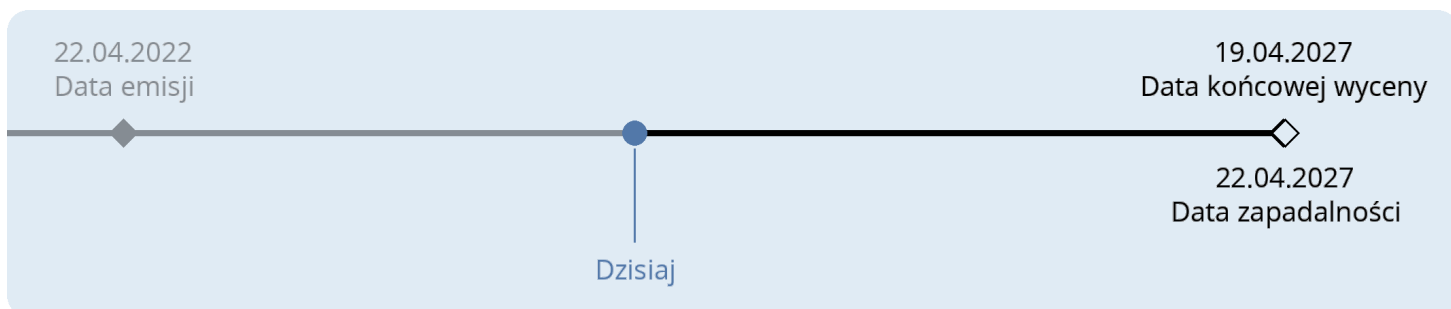 22.04.2022
Data emisji
19.04.2027
Data końcowej wyceny
22.04.2027
Data zapadalności
Dzisiaj